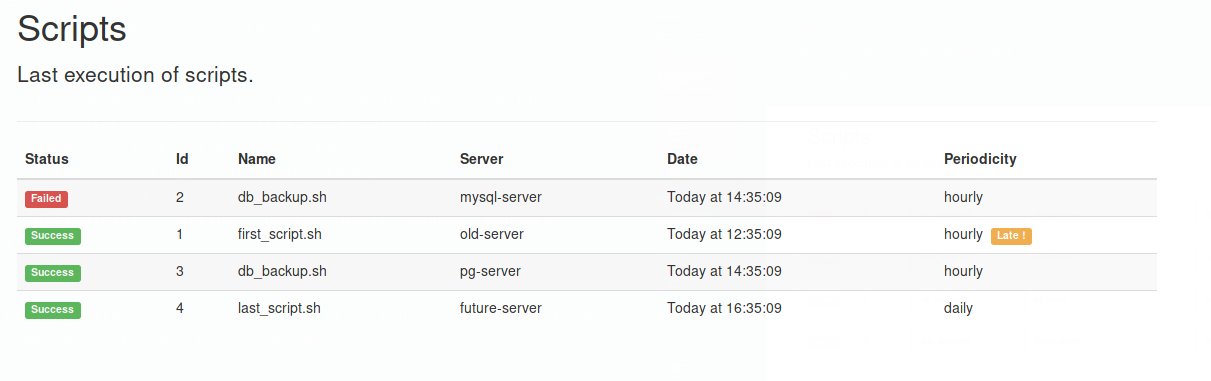 Scripts
Last execution of scripts.
Status Id Name Server Date Periodicity
Failed 2 db_backup.sh mysql-server Today at 14:35:09 hourly
Success 1 first_script.sh old-server Today at 12:35:09 hourly Late !
Success 3 db_backup.sh pg-server Today at 14:35:09 hourly
Success 4 last_script.sh future-server Today at 16:35:09 daily